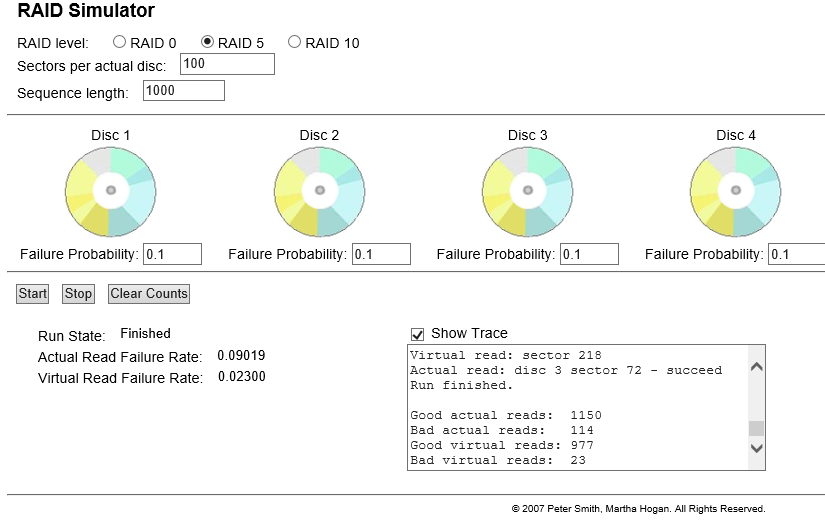 RAID Simulator
RAID level: RAID 0 RAID 5 RAID 10
Sectors per actual disc: 100
Sequence length: 1000
Disc 1 Disc 2 Disc 3 Disc 4
Failure Probability: 0.1 Failure Probability: 0.1 Failure Probability: 0.1 Failure Probability: 0.1
Start Stop Clear Counts
Run State: Finished
Actual Read Failure Rate: 0.09019
Virtual Read Failure Rate: 0.02300
Show Trace
Virtual read: sector 218
Actual read: disc 3 sector 72 - succeed
Run finished.
Good actual reads: 1150
Bad actual reads: 114
Good virtual reads: 977
Bad virtual reads: 23
© 2007 Peter Smith, Martha Hogan. All Rights Reserved.